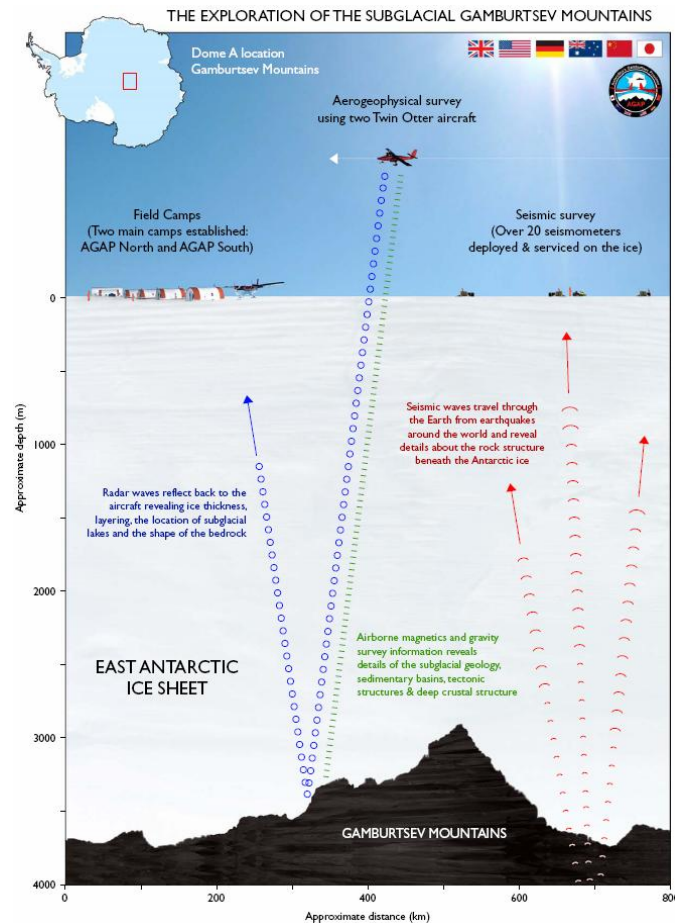 THE EXPLORATION OF THE SUBGLACIAL GAMBURTSEV MOUNTAINS
Dome A location
Gamburtsev Mountains
AGAP
Aerogeophysical survey
using two Twin Otter aircraft
Field Camps
(Two main camps established:
AGAP North and AGAP South)
Seismic survey
(Over 20 seismometers
deployed & serviced on the ice)
0
1000
2000
3000
4000
Approximate depth (m)
Seismic waves travel through
the Earth from earthquakes
around the world and reveal
details about the rock structure
beneath the Antarctic ice
Radar waves reflect back to the
aircraft revealing ice thickness,
layering, the location of subglacial
lakes and the shape of the bedrock
Airborne magnetics and gravity
survey information reveals
details of the subglacial geology,
sedimentary basins, tectonic
structures & deep crustal structure
EAST ANTARCTIC
ICE SHEET
GAMBURTSEV MOUNTAINS
0 200 400 600 800
Approximate distance (km)